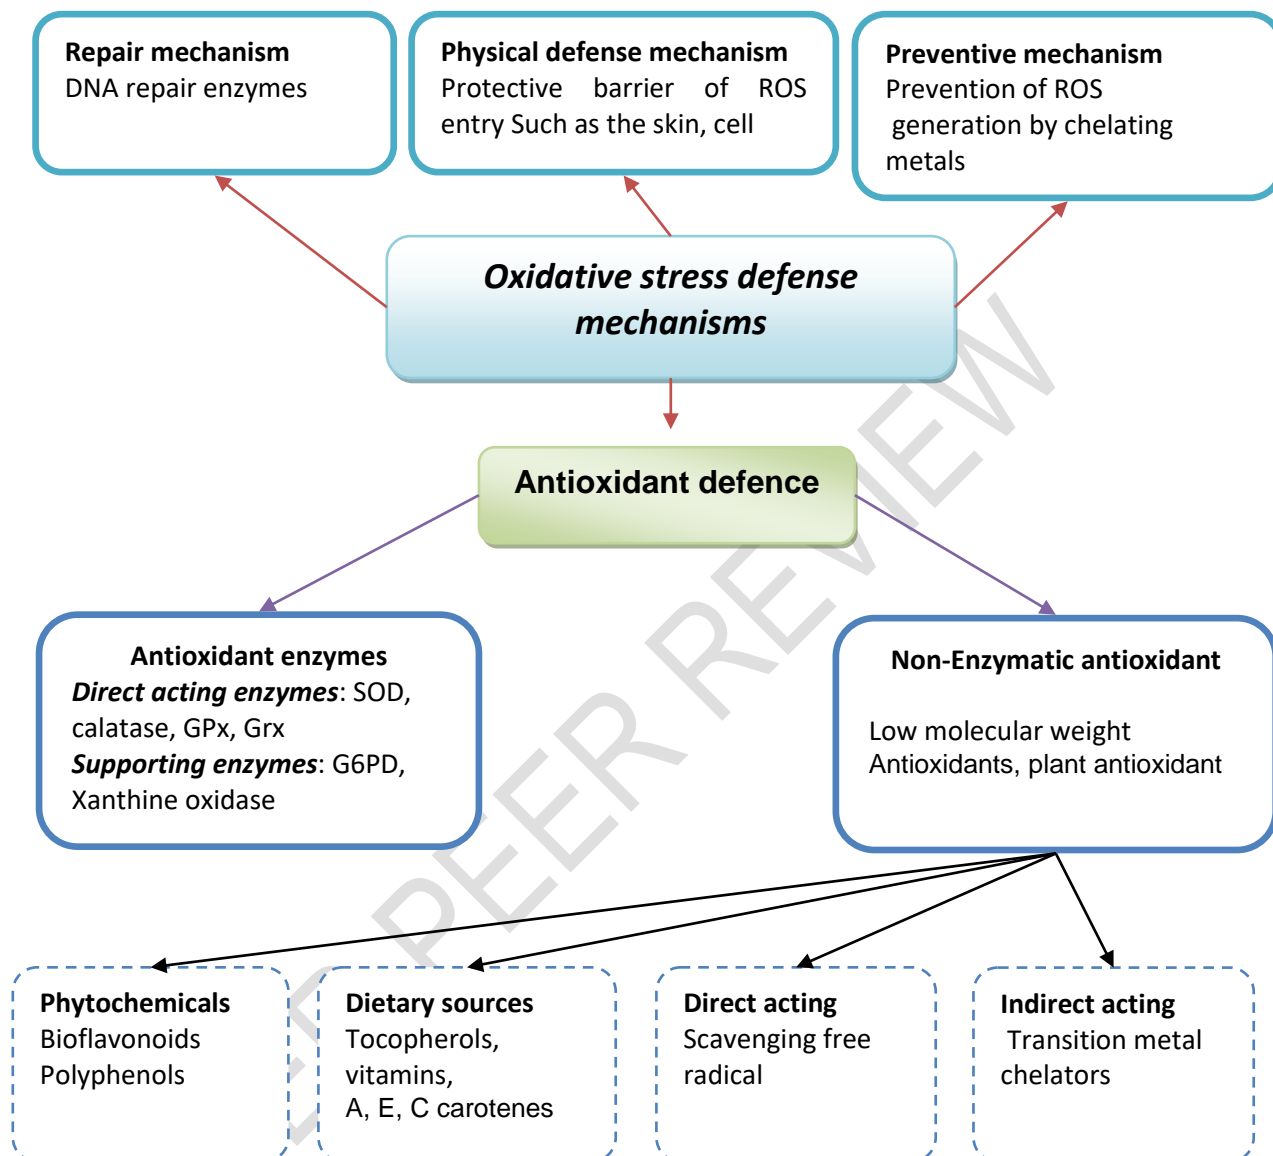 Repair mechanism
DNA repair enzymes
Physical defense mechanism
Protective barrier of ROS
entry Such as the skin, cell
Preventive mechanism
Prevention of ROS
generation by chelating
metals
Oxidative stress defense
mechanisms
Antioxidant defence
Antioxidant enzymes
Direct acting enzymes: SOD,
calatase, GPx, Grx
Supporting enzymes: G6PD,
Xanthine oxidase
Non-Enzymatic antioxidant
Low molecular weight
Antioxidants, plant antioxidant
Phytochemicals
Bioflavonoids
Polyphenols
Dietary sources
Tocopherols,
vitamins,
A, E, C carotenes
Direct acting
Scavenging free
radical
Indirect acting
Transition metal
chelators
PEER REVIEW